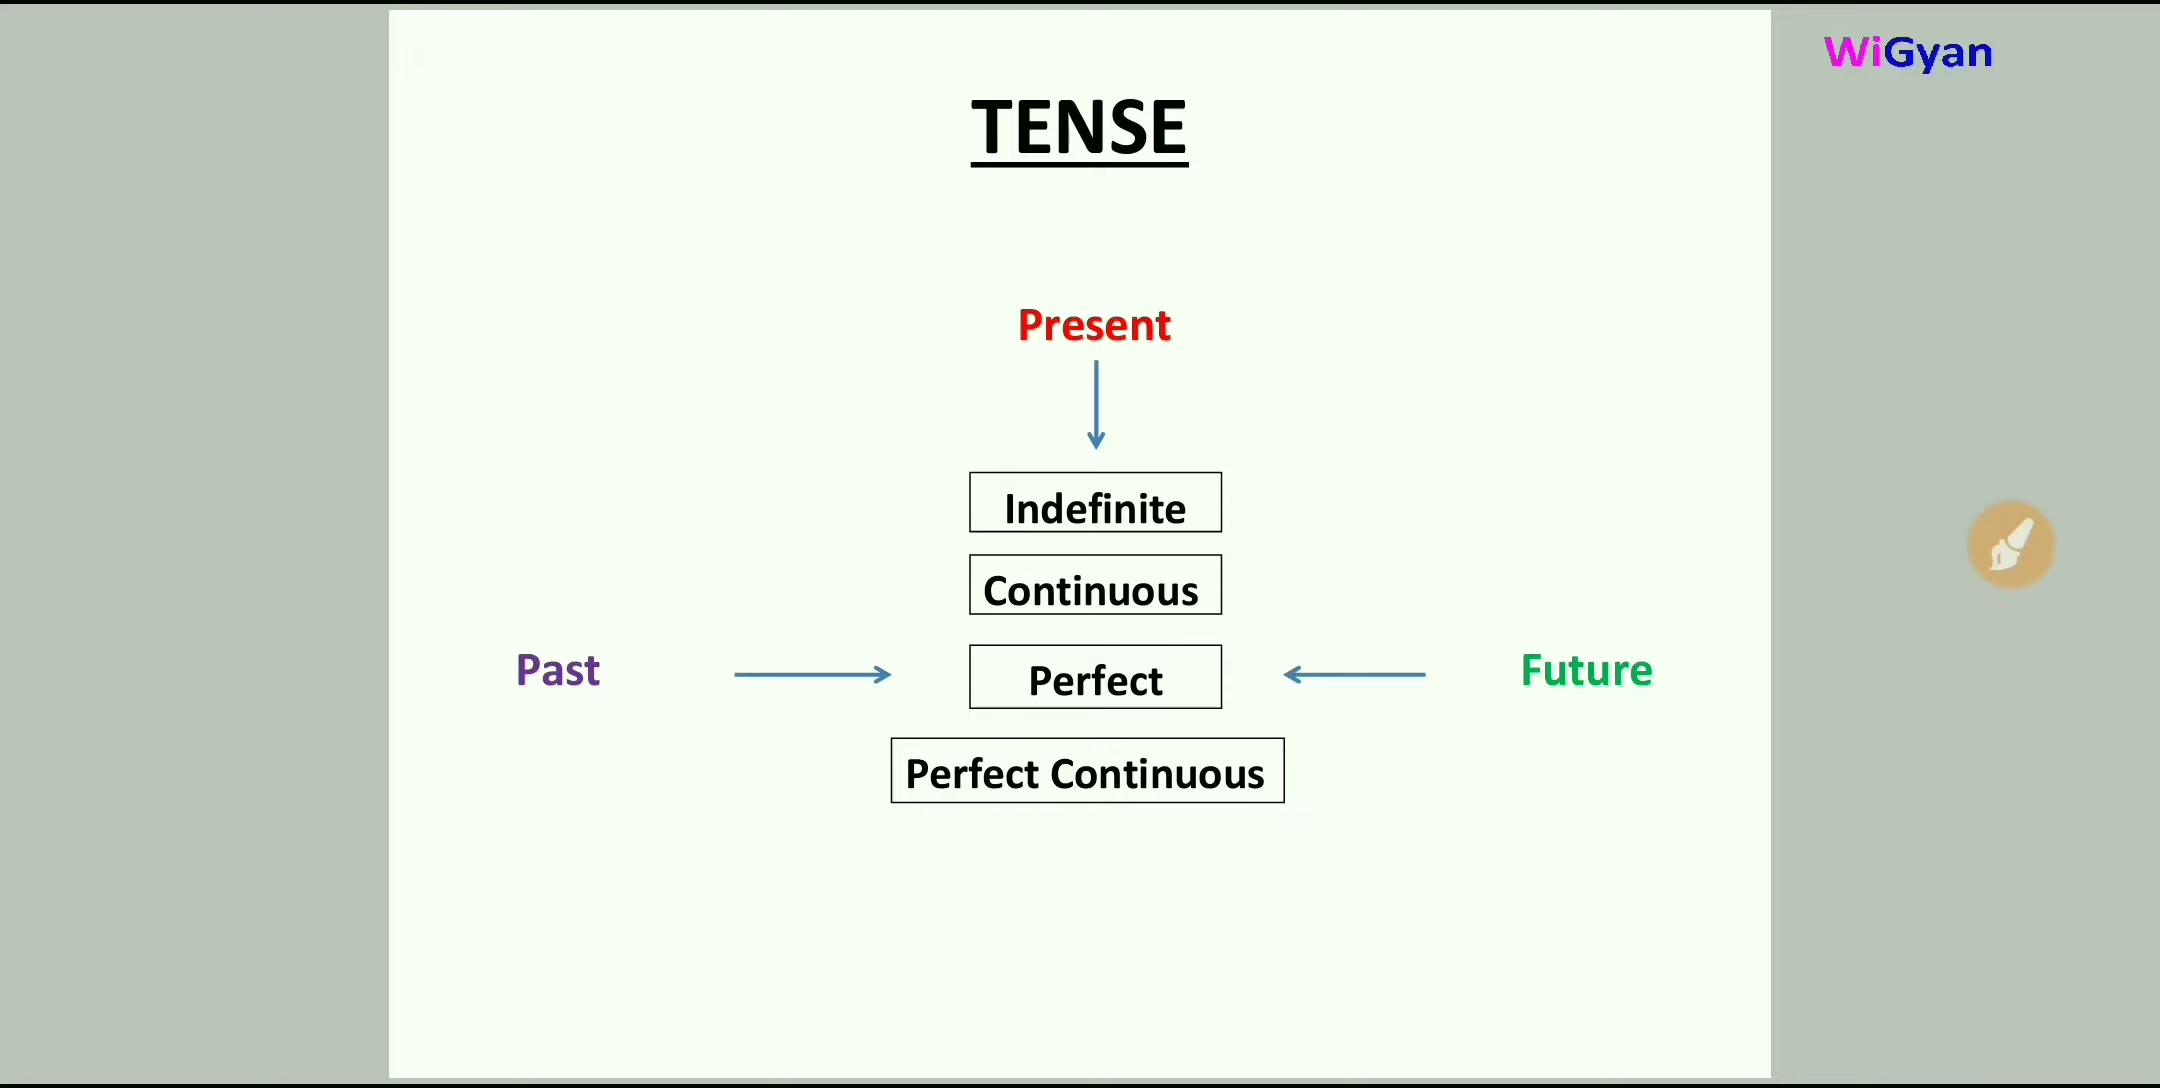 WiGyan
TENSE
Present
Indefinite
Continuous
Past
Perfect
Future
Perfect Continuous